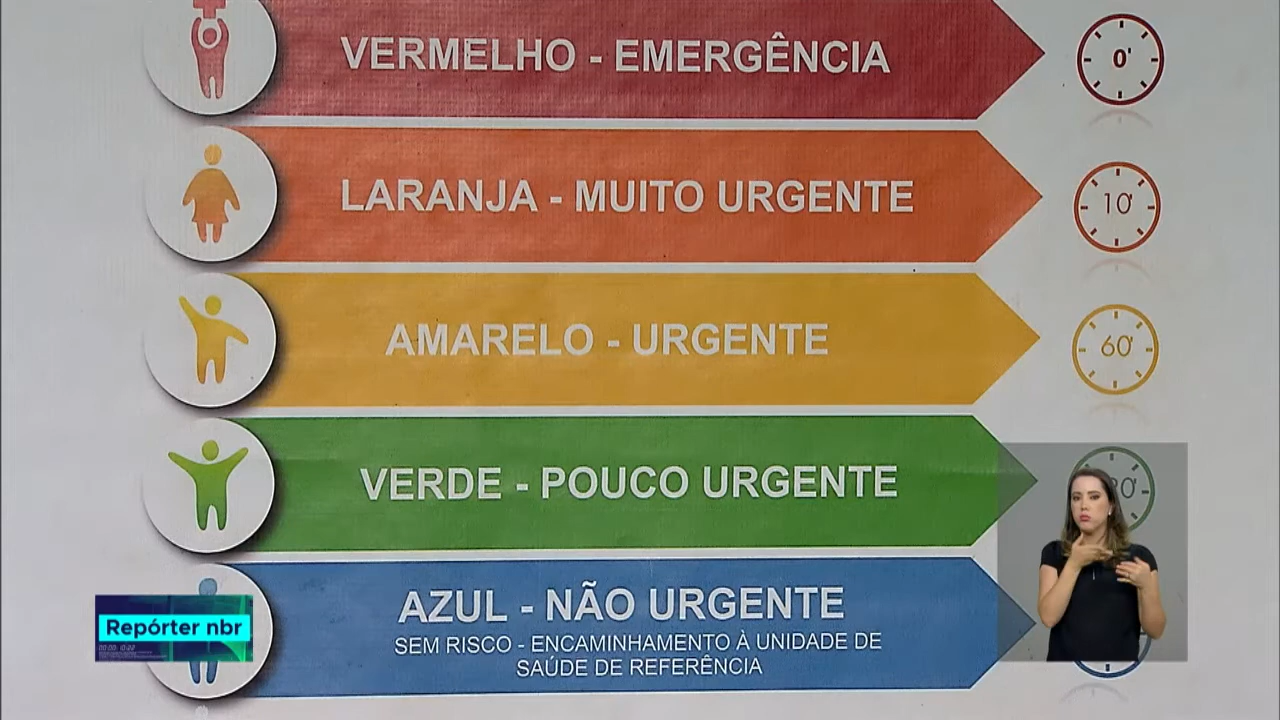 VERMELHO - EMERGÊNCIA
0'
LARANJA - MUITO URGENTE
10'
AMARELO - URGENTE
60'
VERDE - POUCO URGENTE
AZUL - NÃO URGENTE
SEM RISCO - ENCAMINHAMENTO À UNIDADE DE
SAÚDE DE REFERÊNCIA
Repórter nbr